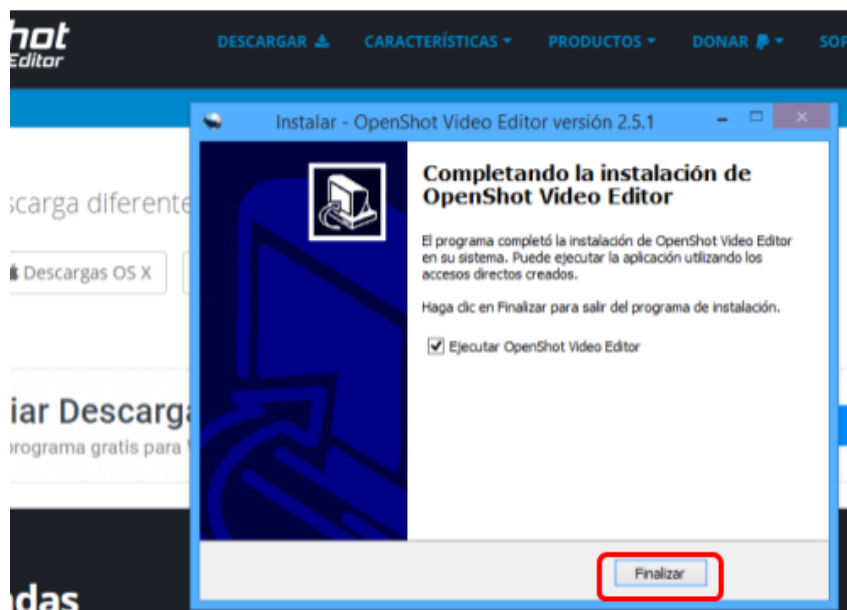 hot
Editor
DESCARGAR CARACTERÍSTICAS PRODUCTOS DONAR SOP
Instalar - OpenShot Video Editor versión 2.5.1
scarga diferente
Descargas OS X
iar Descarga
programa gratis para
das
Completando la instalación de
OpenShot Video Editor
El programa completó la instalación de OpenShot Video Editor
en su sistema. Puede ejecutar la aplicación utilizando los
accesos directos creados.
Haga clic en Finalizar para salir del programa de instalación.
Ejecutar OpenShot Video Editor
Finalizar